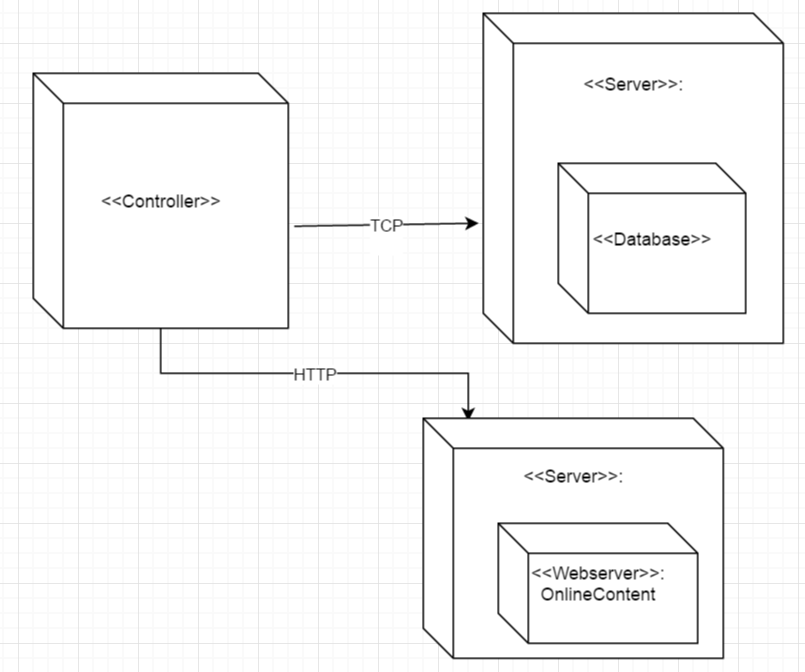 <<Server>>:
<<Controller>>
TCP
<<Database>>
HTTP
<<Server>>:
<<Webserver>>:
OnlineContent